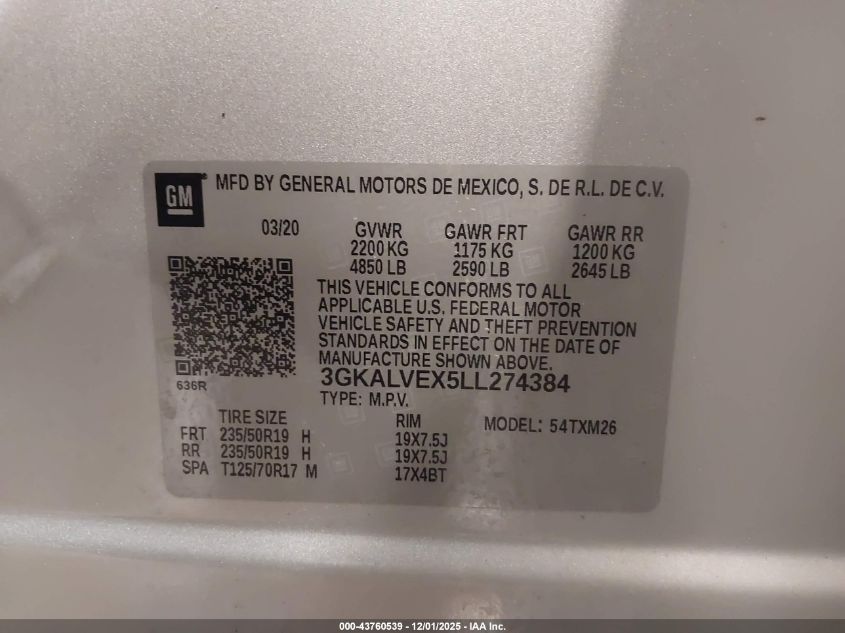 GM MFD BY GENERAL MOTORS DE MEXICO, S. DE R.L. DE C.V.
03/20 GVWR GAWR FRT GAWR RR
2200 KG 1175 KG 1200 KG
4850 LB 2590 LB 2645 LB
THIS VEHICLE CONFORMS TO ALL
APPLICABLE U.S. FEDERAL MOTOR
VEHICLE SAFETY AND THEFT PREVENTION
STANDARDS IN EFFECT ON THE DATE OF
MANUFACTURE SHOWN ABOVE.
636R 3GKALVEX5LL274384
TYPE: M.P.V.
TIRE SIZE RIM MODEL: 54TXM26
FRT 235/50R19 H 19X7.5J
RR 235/50R19 H 19X7.5J
SPA T125/70R17 M 17X4BT
000-43760539 - 12/01/2025 - IAA Inc.